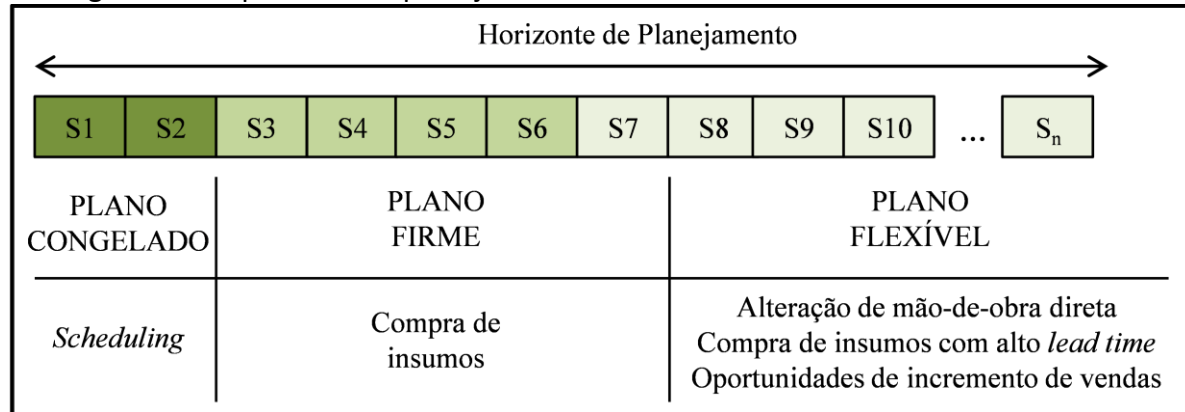 Horizonte de Planejamento
S1 S2 S3 S4 S5 S6 S7 S8 S9 S10 ... Sn
PLANO CONGELADO
PLANO FIRME
PLANO FLEXÍVEL
Scheduling
Compra de insumos
Alteração de mão-de-obra direta
Compra de insumos com alto lead time
Oportunidades de incremento de vendas